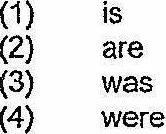 (1) is
(2) are
(3) was
(4) were